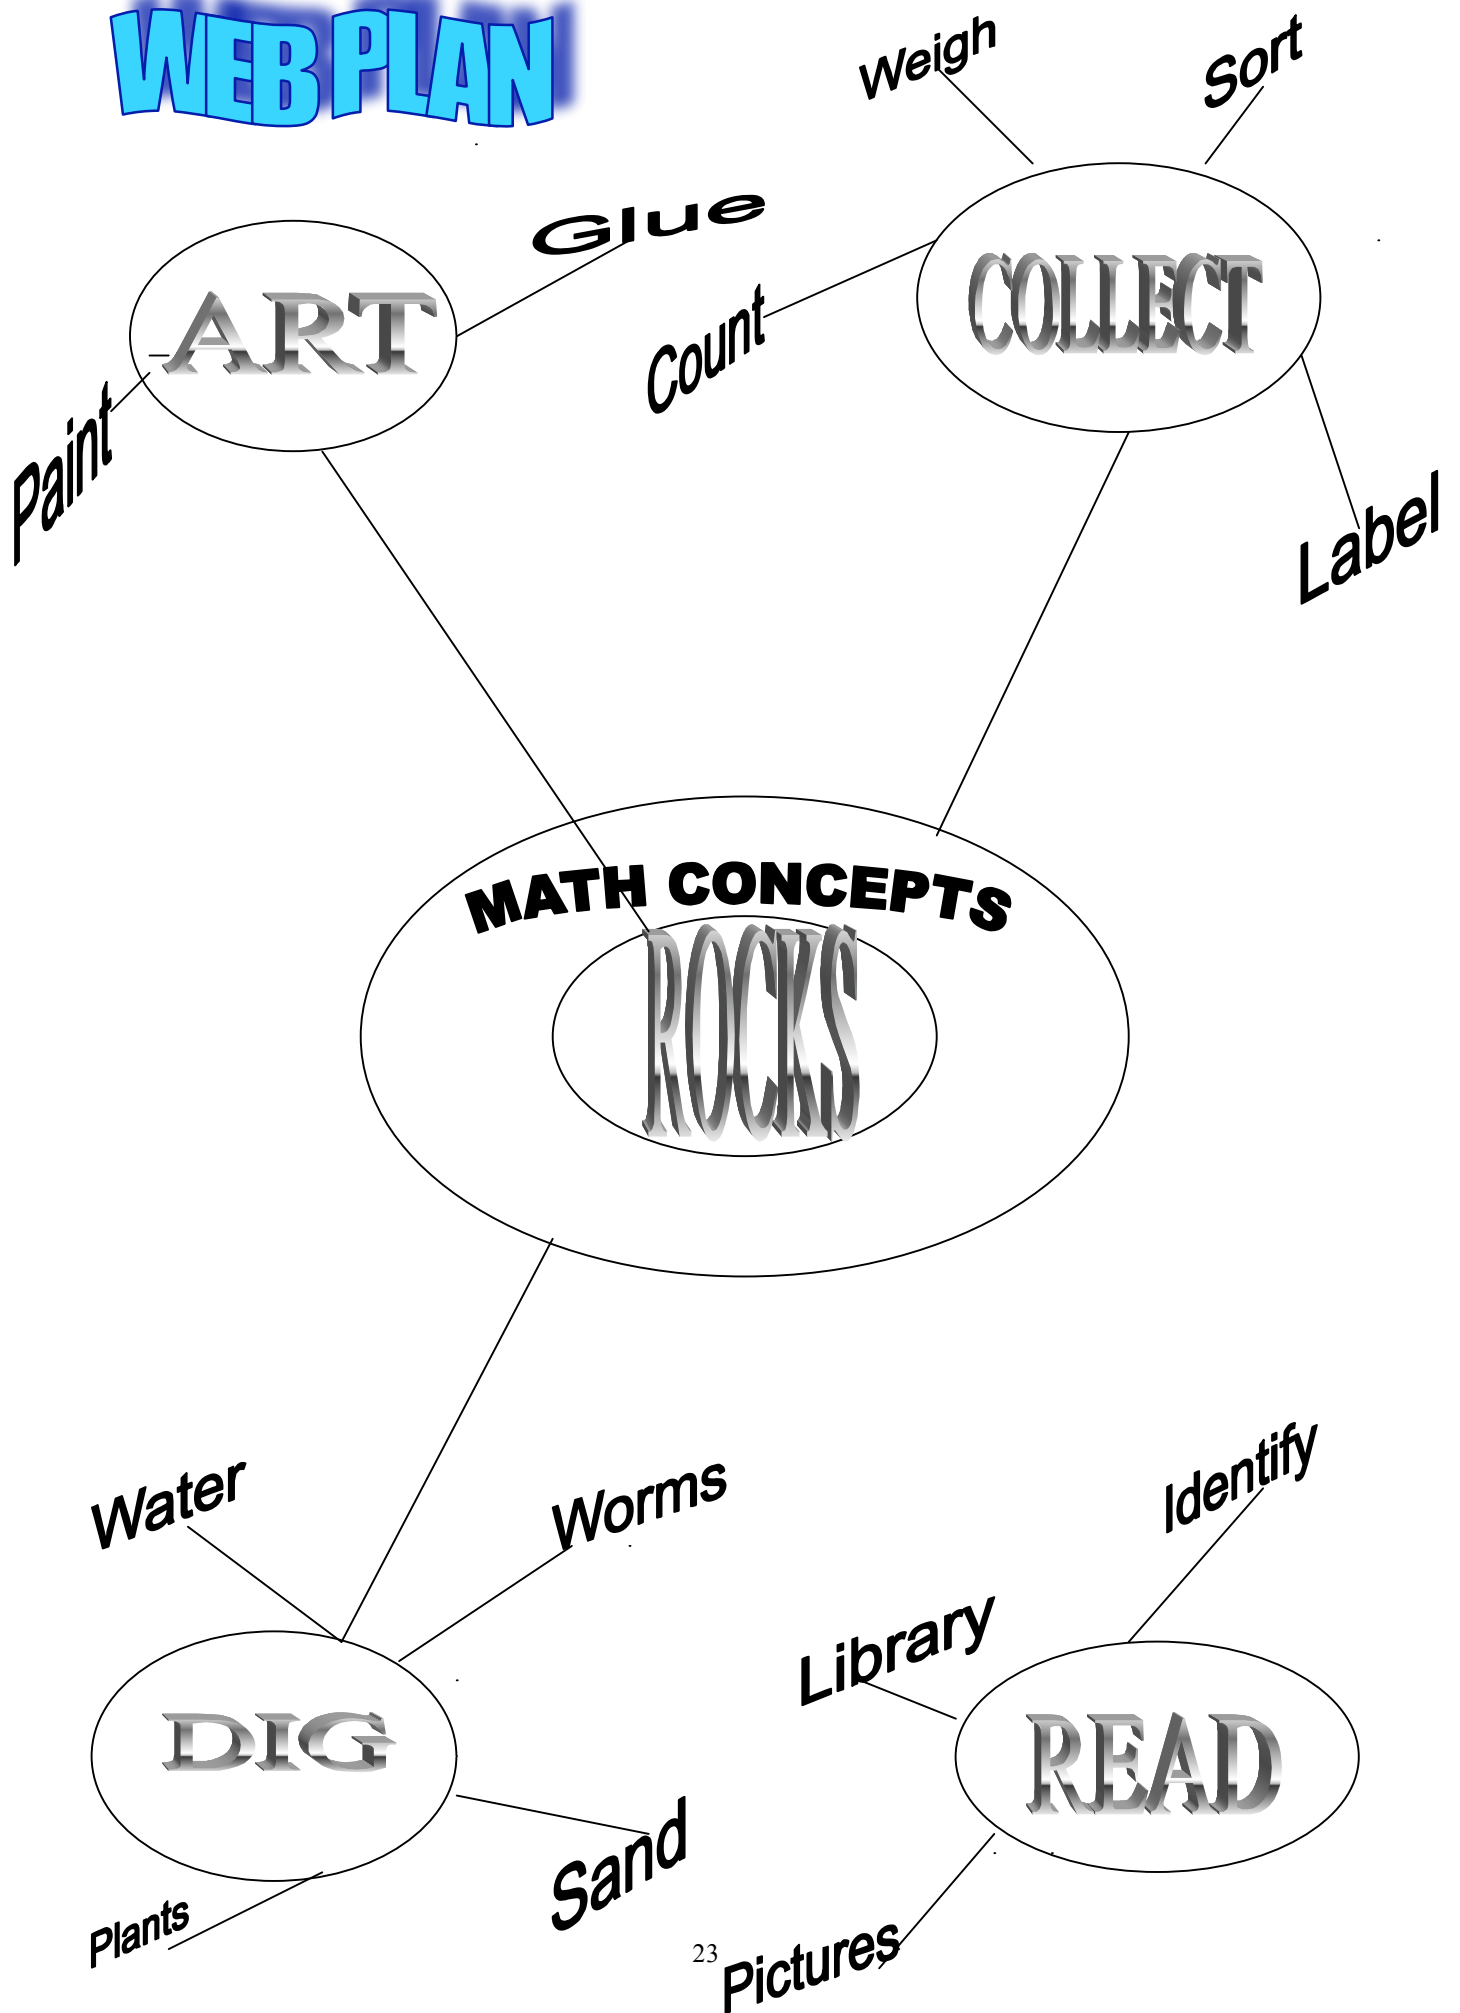 WEB PLAN
Weigh
Sort
Glue
ART
COLLECT
Count
Paint
Label
MATH CONCEPTS
ROCKS
Water
Worms
Identify
Library
DIG
READ
Sand
Plants
Pictures
23